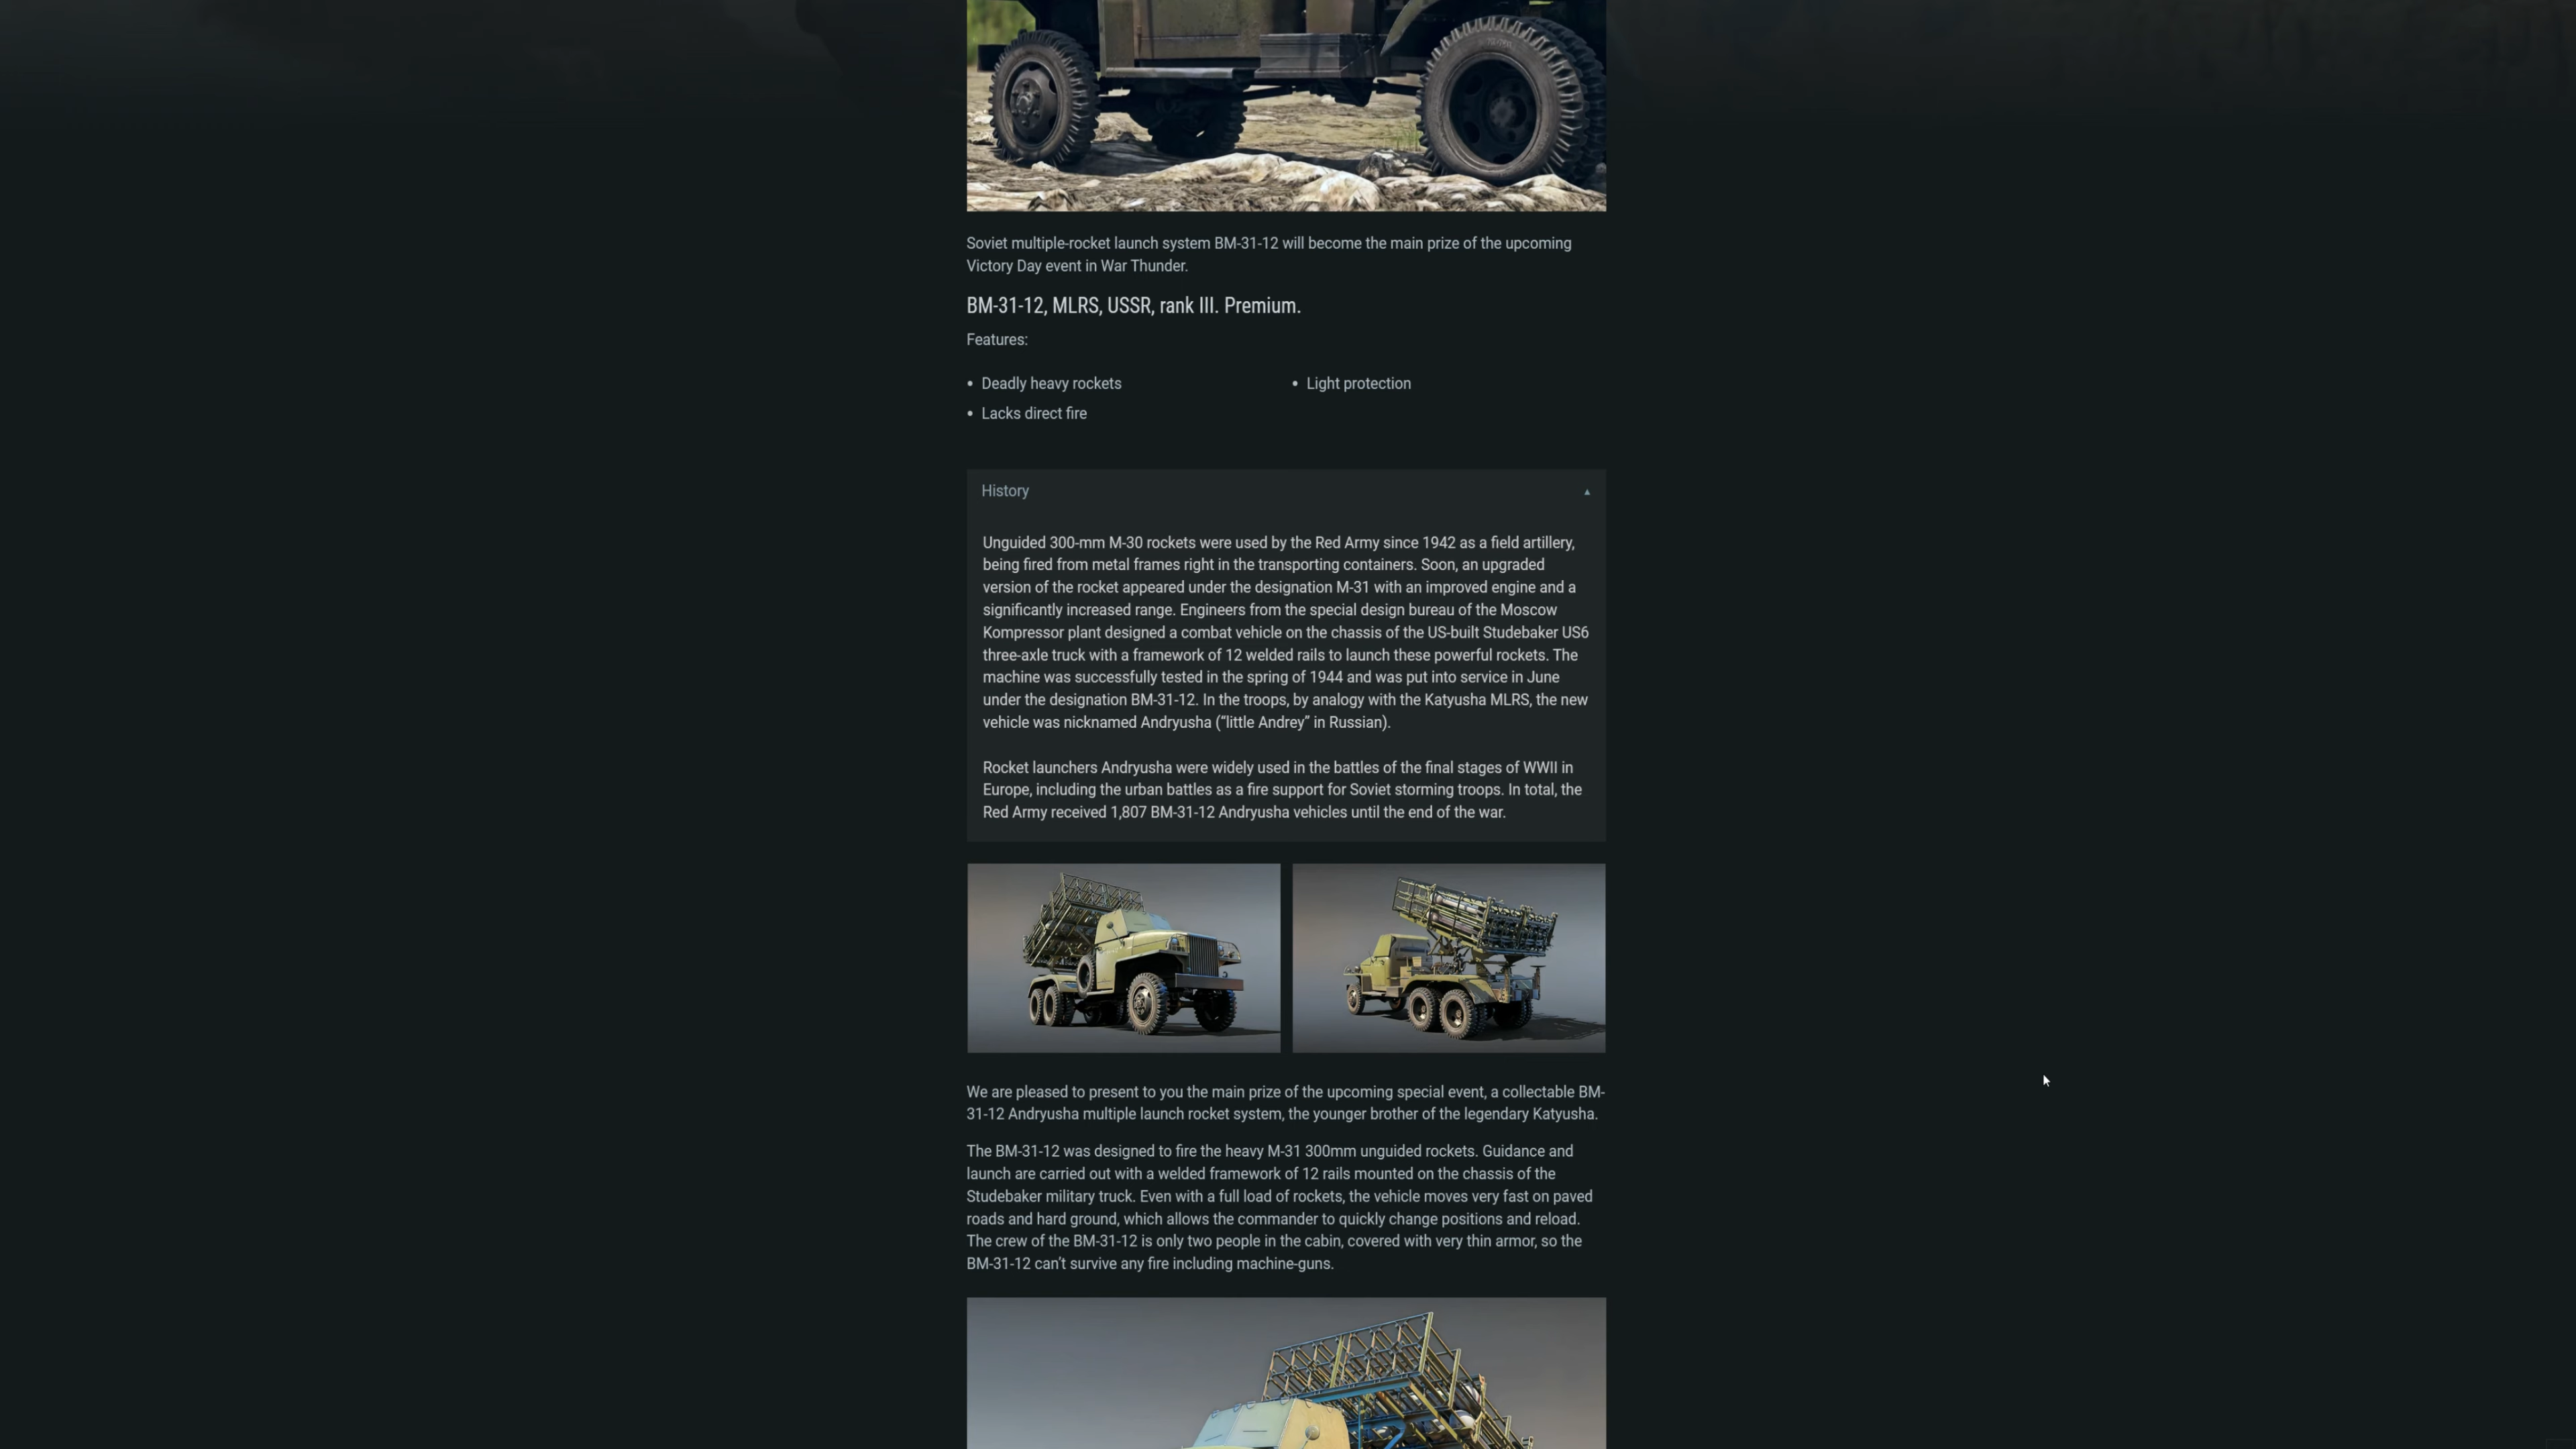 Soviet multiple-rocket launch system BM-31-12 will become the main prize of the upcoming
Victory Day event in War Thunder.
BM-31-12, MLRS, USSR, rank III. Premium.
Features:
• Deadly heavy rockets
• Light protection
• Lacks direct fire
History
Unguided 300-mm M-30 rockets were used by the Red Army since 1942 as a field artillery,
being fired from metal frames right in the transporting containers. Soon, an upgraded
version of the rocket appeared under the designation M-31 with an improved engine and a
significantly increased range. Engineers from the special design bureau of the Moscow
Kompressor plant designed a combat vehicle on the chassis of the US-built Studebaker US6
three-axle truck with a framework of 12 welded rails to launch these powerful rockets. The
machine was successfully tested in the spring of 1944 and was put into service in June
under the designation BM-31-12. In the troops, by analogy with the Katyusha MLRS, the new
vehicle was nicknamed Andryusha (“little Andrey” in Russian).
Rocket launchers Andryusha were widely used in the battles of the final stages of WWII in
Europe, including the urban battles as a fire support for Soviet storming troops. In total, the
Red Army received 1,807 BM-31-12 Andryusha vehicles until the end of the war.
We are pleased to present to you the main prize of the upcoming special event, a collectable BM-
31-12 Andryusha multiple launch rocket system, the younger brother of the legendary Katyusha.
The BM-31-12 was designed to fire the heavy M-31 300mm unguided rockets. Guidance and
launch are carried out with a welded framework of 12 rails mounted on the chassis of the
Studebaker military truck. Even with a full load of rockets, the vehicle moves very fast on paved
roads and hard ground, which allows the commander to quickly change positions and reload.
The crew of the BM-31-12 is only two people in the cabin, covered with very thin armor, so the
BM-31-12 can't survive any fire including machine-guns.